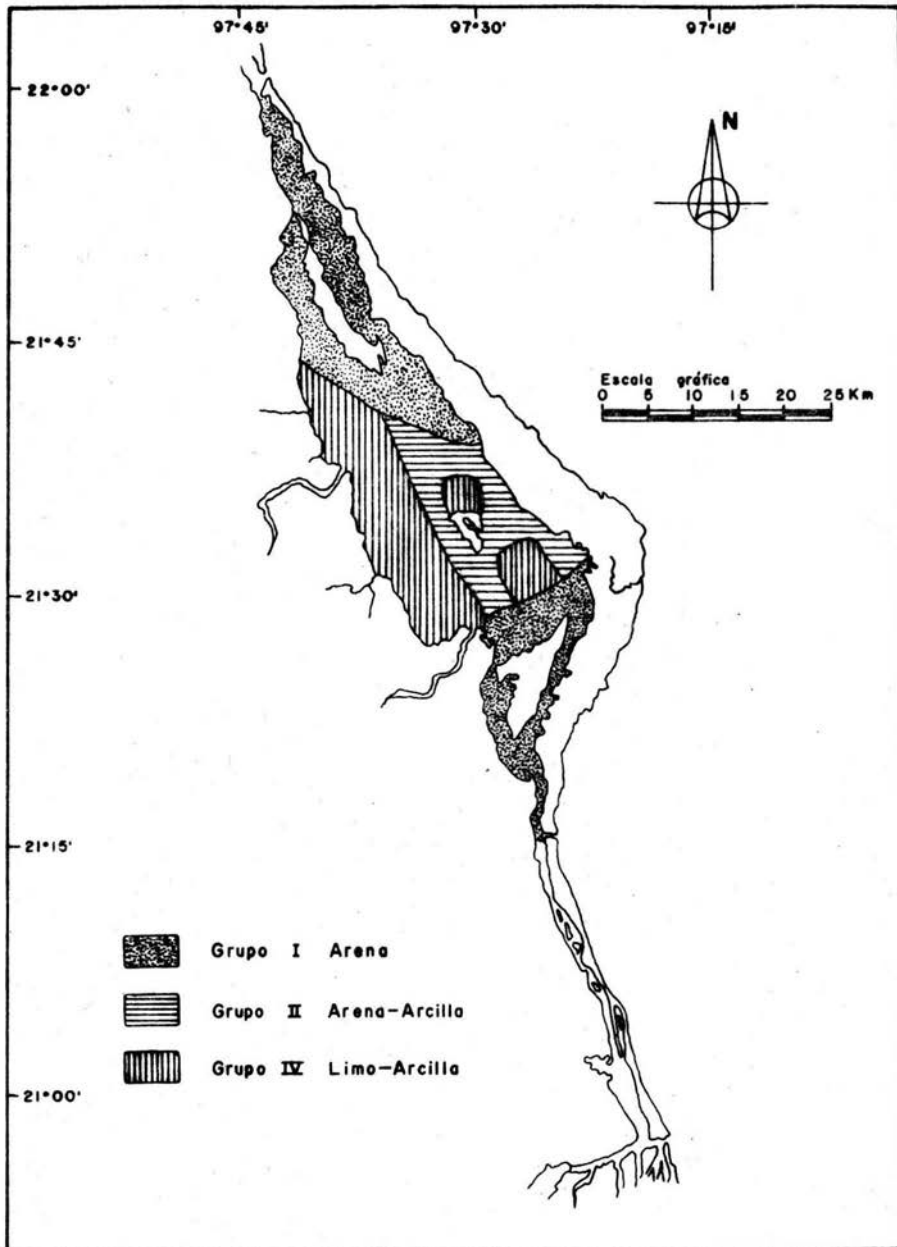 97°45' 97°30' 97°15'
22°00'
N
21°45'
Escala gráfica
0 5 10 15 20 25 Km
21°30'
21°15'
Grupo I Arena
Grupo II Arena-Arcilla
Grupo IV Limo-Arcilla
21°00'